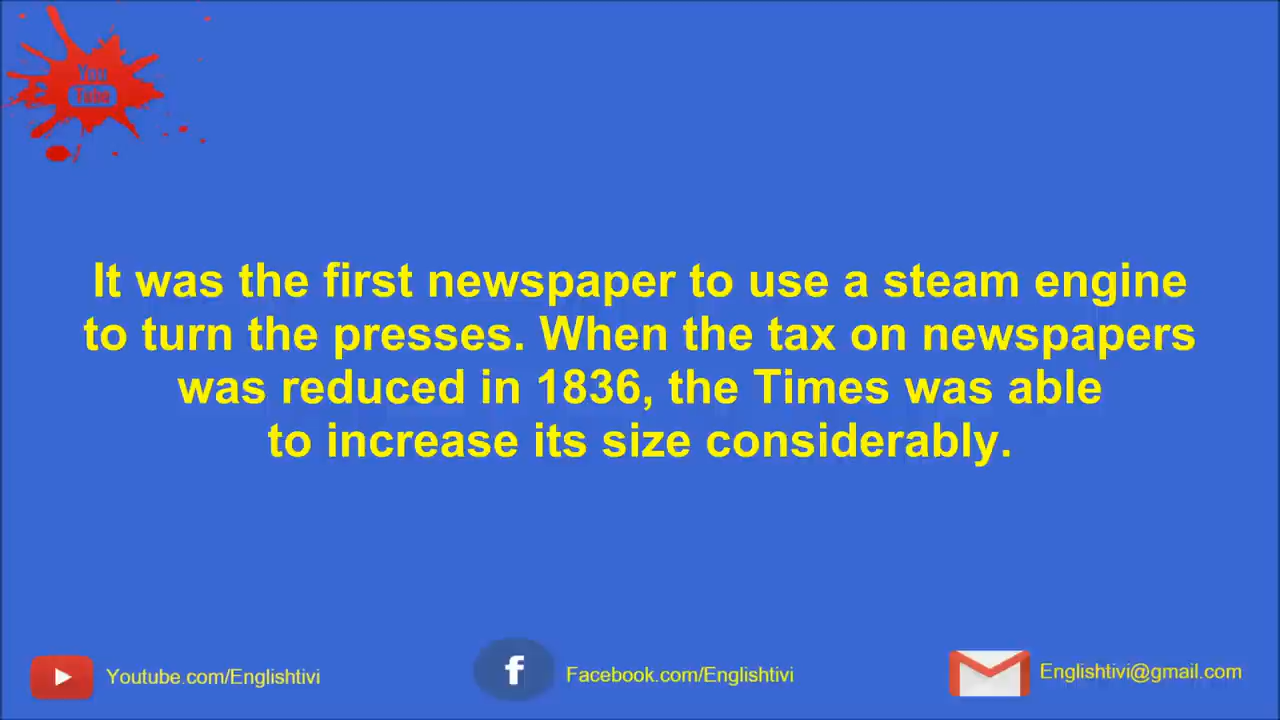 You
Tube
It was the first newspaper to use a steam engine
to turn the presses. When the tax on newspapers
was reduced in 1836, the Times was able
to increase its size considerably.
Youtube.com/Englishtivi
f
Facebook.com/Englishtivi
Englishtivi@gmail.com